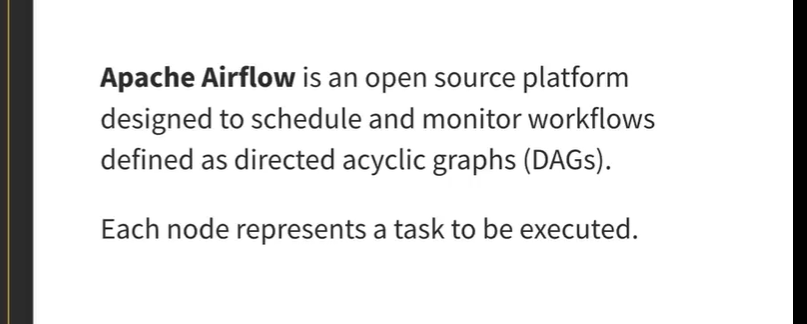 Apache Airflow is an open source platform
designed to schedule and monitor workflows
defined as directed acyclic graphs (DAGs).
Each node represents a task to be executed.